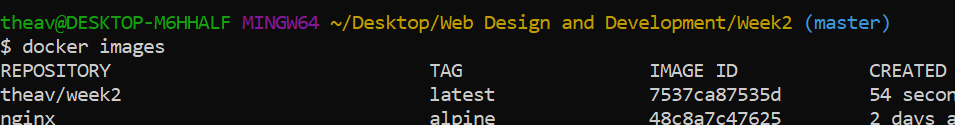 theav@DESKTOP-M6HHALF MINGW64 ~/Desktop/Web Design and Development/Week2 (master)
$ docker images
REPOSITORY TAG IMAGE ID CREATED
theav/week2 latest 7537ca87535d 54 secon
nginx alpine 48c8a7c47625 2 days a